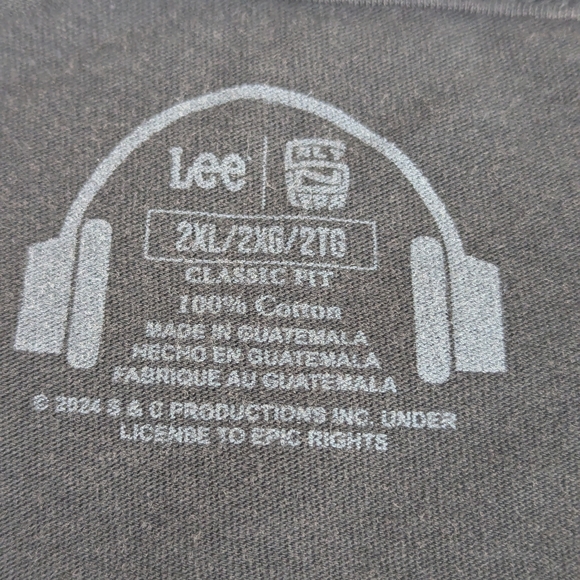 Lee
2XL/2XG/2TG
CLASSIC FIT
100% Cotton
MADE IN GUATEMALA
HECHO EN GUATEMALA
FABRIQUE AU GUATEMALA
© 2024 S & C PRODUCTIONS INC. UNDER
LICENSE TO EPIC RIGHTS